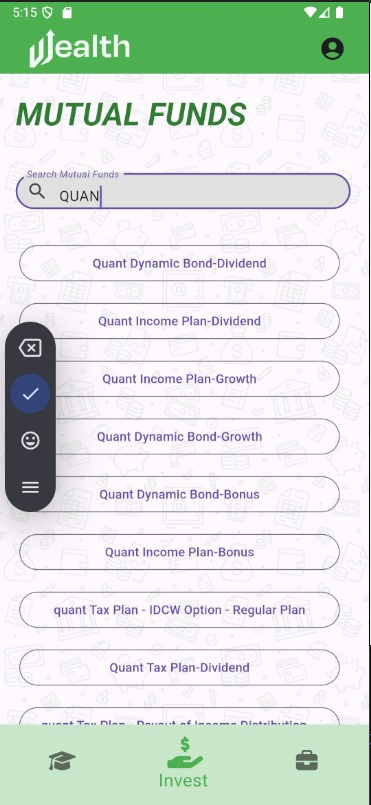 5:15
Wealth
MUTUAL FUNDS
Search Mutual Funds
QUAN
Quant Dynamic Bond-Dividend
Quant Income Plan-Dividend
Quant Income Plan-Growth
Quant Dynamic Bond-Growth
Quant Dynamic Bond-Bonus
Quant Income Plan-Bonus
quant Tax Plan - IDCW Option - Regular Plan
Quant Tax Plan-Dividend
quant Tax Plan - Payout of Income Distribution
Invest